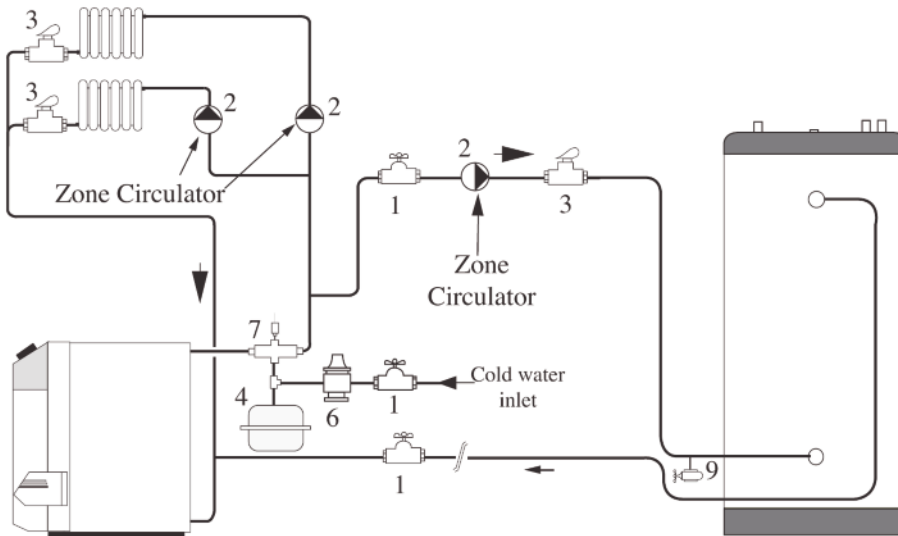 3
3
2
2
Zone Circulator
2
1
3
Zone
Circulator
7
Cold water
inlet
4
6
1
1
9